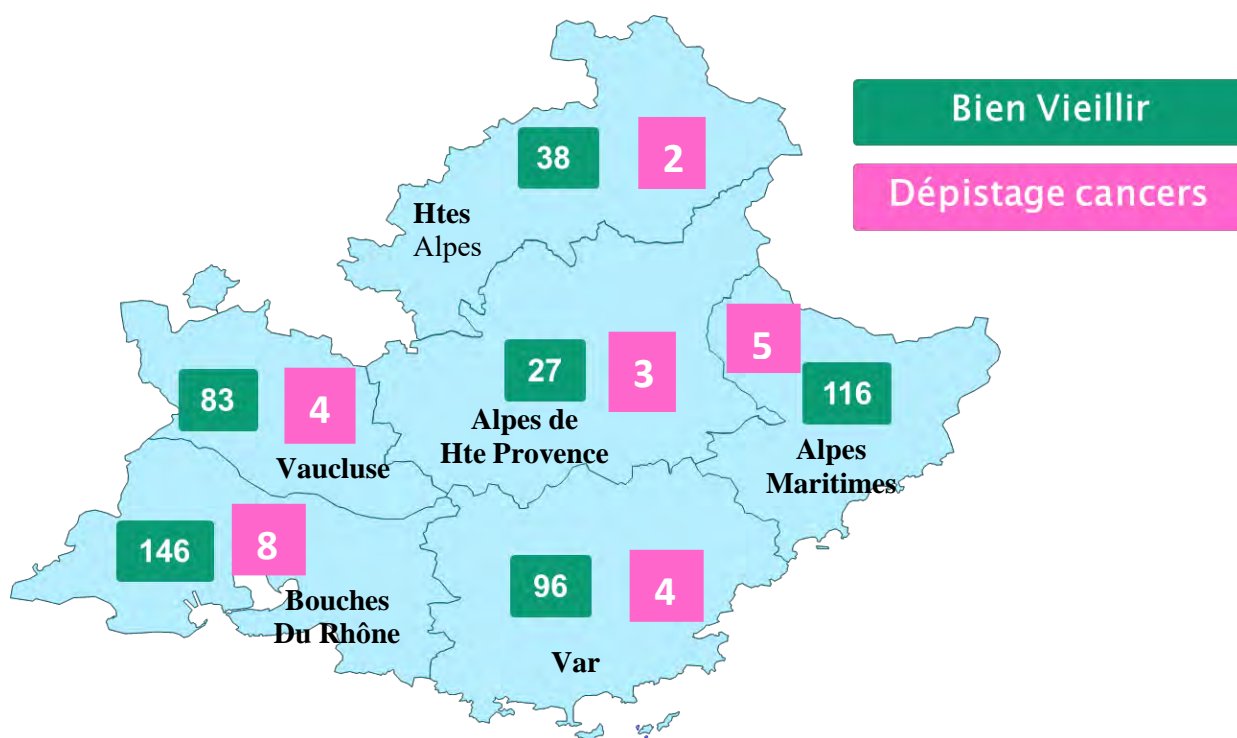 Bien Vieillir
Dépistage cancers
38
2
Htes
Alpes
5
27
3
116
83
4
Alpes de
Hte Provence
Alpes
Maritimes
Vaucluse
146
8
96
4
Bouches
Du Rhône
Var